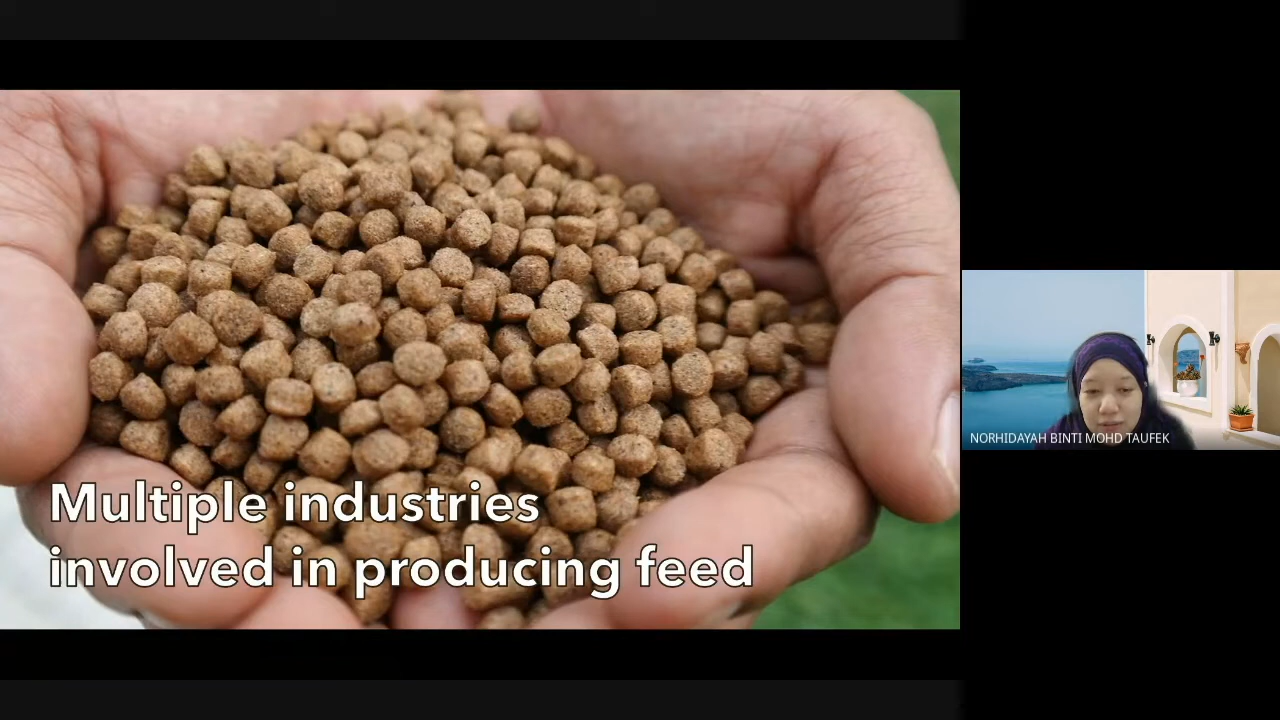 Multiple industries
involved in producing feed
NORHIDAYAH BINTI MOHD TAUFEK